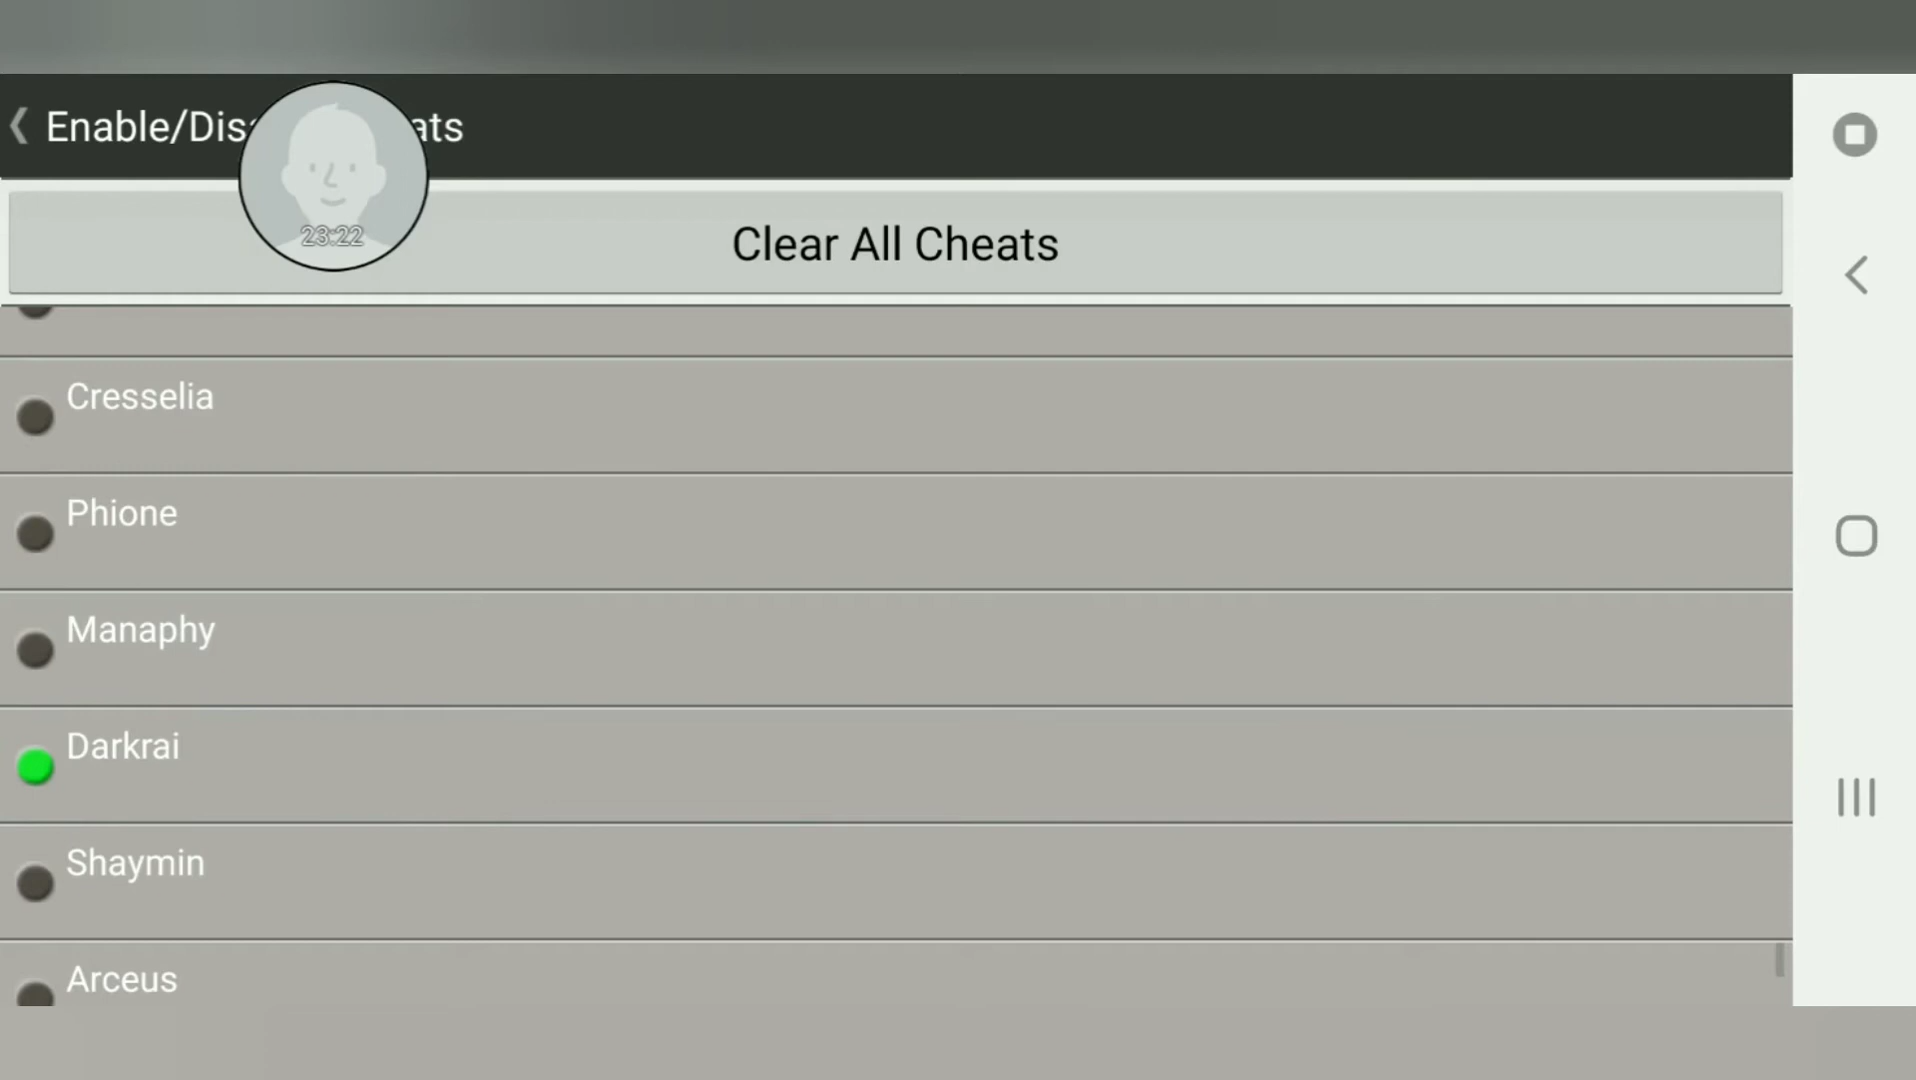 Enable/Dis ats
23:22
Clear All Cheats
Cresselia
Phione
Manaphy
Darkrai
Shaymin
Arceus